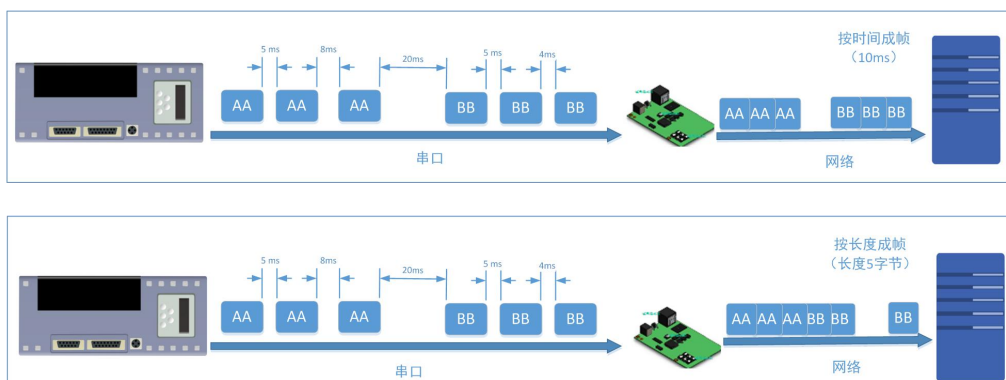 5 ms
8ms
20ms
5 ms
4ms
按时间成帧
（10ms）
AA AA AA BB BB BB
AA AA AA BB BB BB
串口
网络
5 ms
8ms
20ms
5 ms
4ms
按长度成帧
（长度5字节）
AA AA AA BB BB BB
AA AA AA BB BB BB
串口
网络